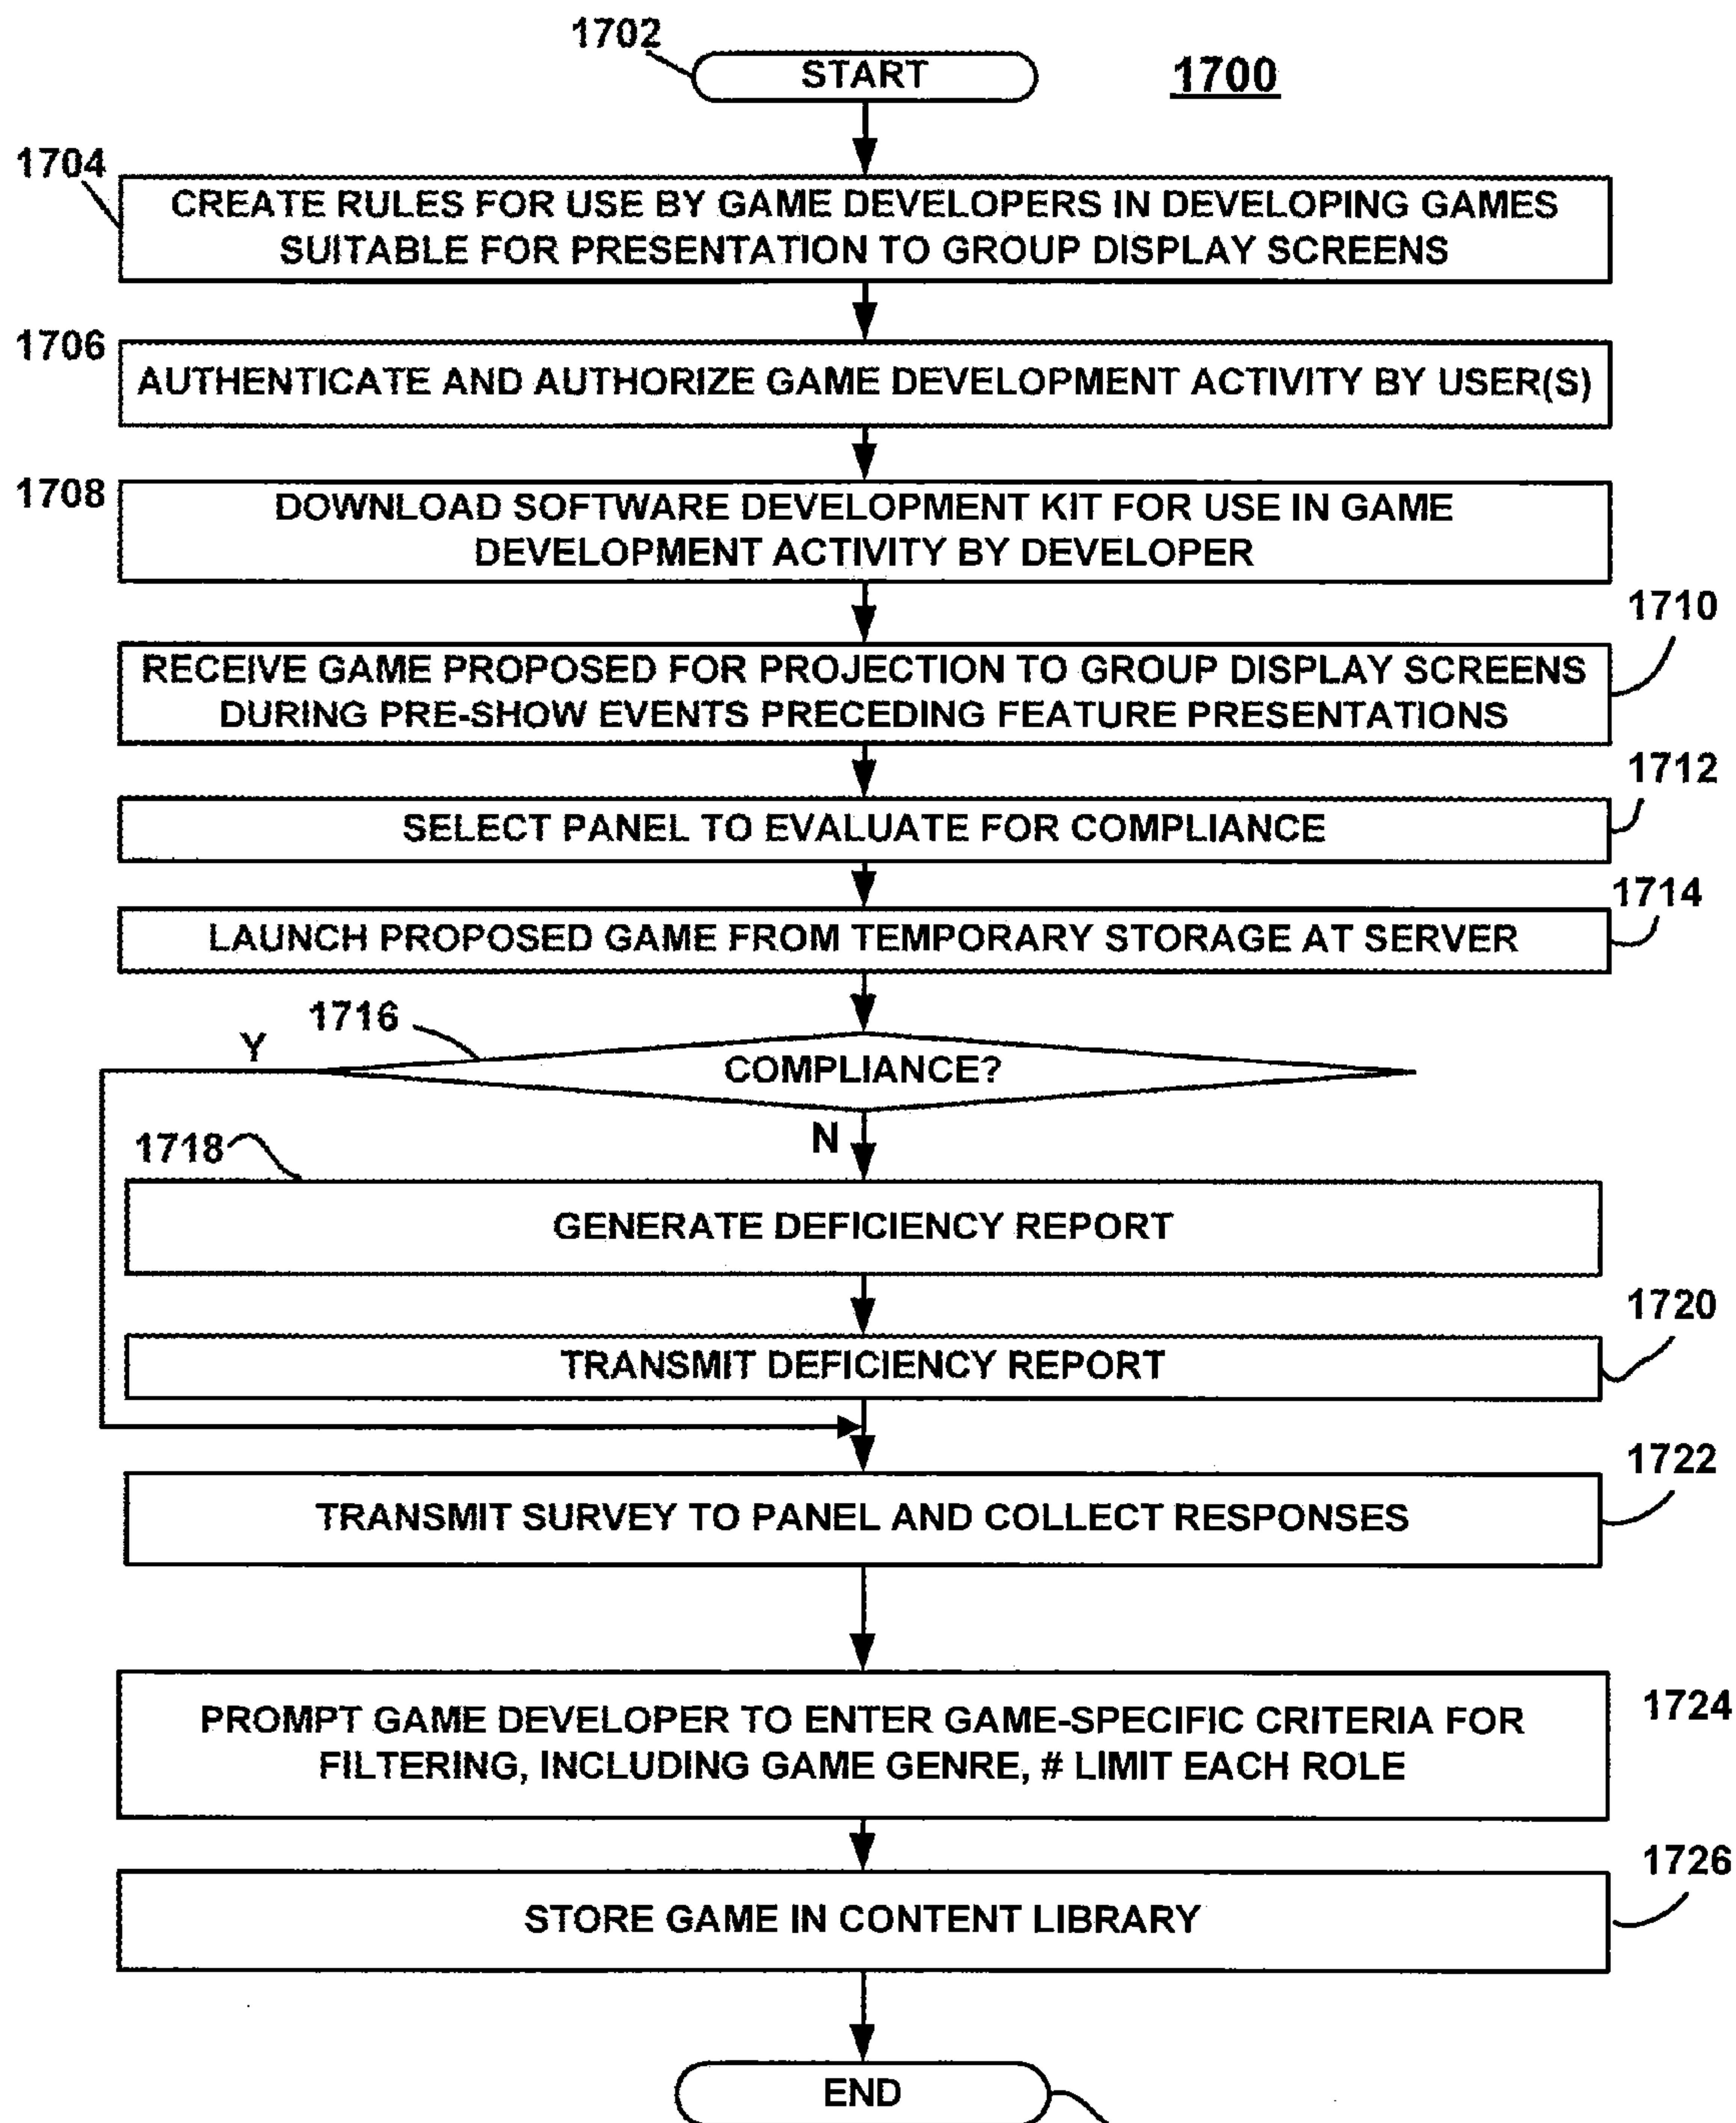 1702
START
1700
1704
CREATE RULES FOR USE BY GAME DEVELOPERS IN DEVELOPING GAMES
SUITABLE FOR PRESENTATION TO GROUP DISPLAY SCREENS
1706
AUTHENTICATE AND AUTHORIZE GAME DEVELOPMENT ACTIVITY BY USER(S)
1708
DOWNLOAD SOFTWARE DEVELOPMENT KIT FOR USE IN GAME
DEVELOPMENT ACTIVITY BY DEVELOPER
1710
RECEIVE GAME PROPOSED FOR PROJECTION TO GROUP DISPLAY SCREENS
DURING PRE-SHOW EVENTS PRECEDING FEATURE PRESENTATIONS
1712
SELECT PANEL TO EVALUATE FOR COMPLIANCE
1714
LAUNCH PROPOSED GAME FROM TEMPORARY STORAGE AT SERVER
1716
Y
COMPLIANCE?
N
1718
GENERATE DEFICIENCY REPORT
1720
TRANSMIT DEFICIENCY REPORT
1722
TRANSMIT SURVEY TO PANEL AND COLLECT RESPONSES
1724
PROMPT GAME DEVELOPER TO ENTER GAME-SPECIFIC CRITERIA FOR
FILTERING, INCLUDING GAME GENRE, # LIMIT EACH ROLE
1726
STORE GAME IN CONTENT LIBRARY
END